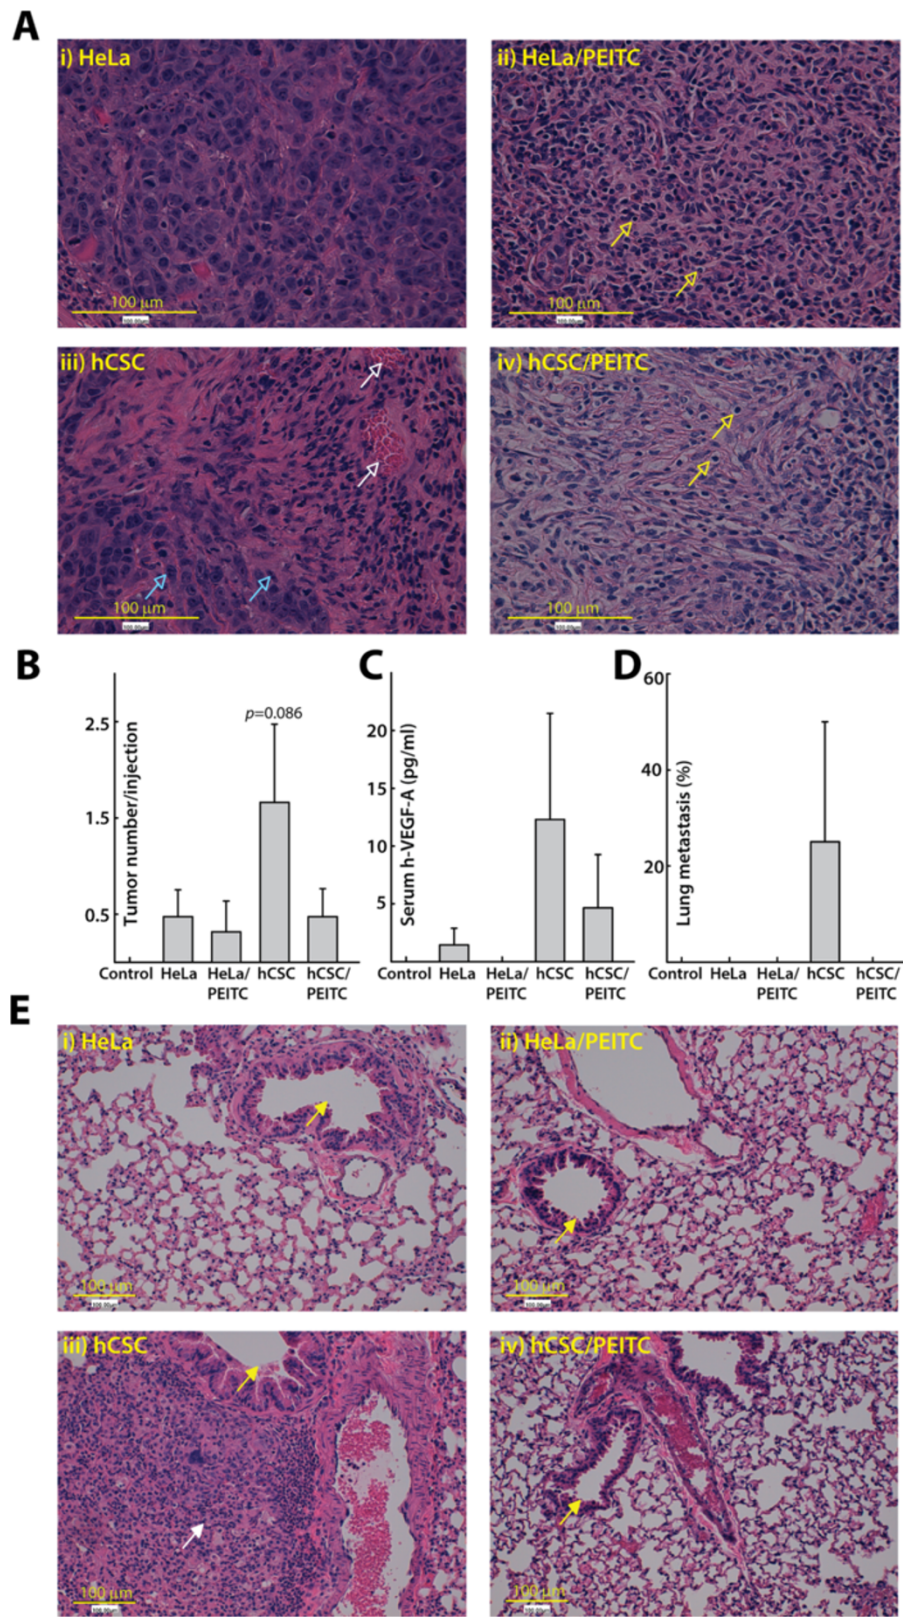 A
i) HeLa
ii) HeLa/PEITC
100 µm
100 µm
iii) hCSC
iv) hCSC/PEITC
100 µm
100 µm
B
C
D
Tumor number/injection
2.5
1.5
0.5
p=0.086
Control
HeLa
HeLa/
PEITC
hCSC
hCSC/
PEITC
Serum h-VEGF-A (pg/ml)
20
15
10
5
Control
HeLa
HeLa/
PEITC
hCSC
hCSC/
PEITC
Lung metastasis (%)
60
40
20
Control
HeLa
HeLa/
PEITC
hCSC
hCSC/
PEITC
E
i) HeLa
ii) HeLa/PEITC
100 µm
100 µm
iii) hCSC
iv) hCSC/PEITC
100 µm
100 µm